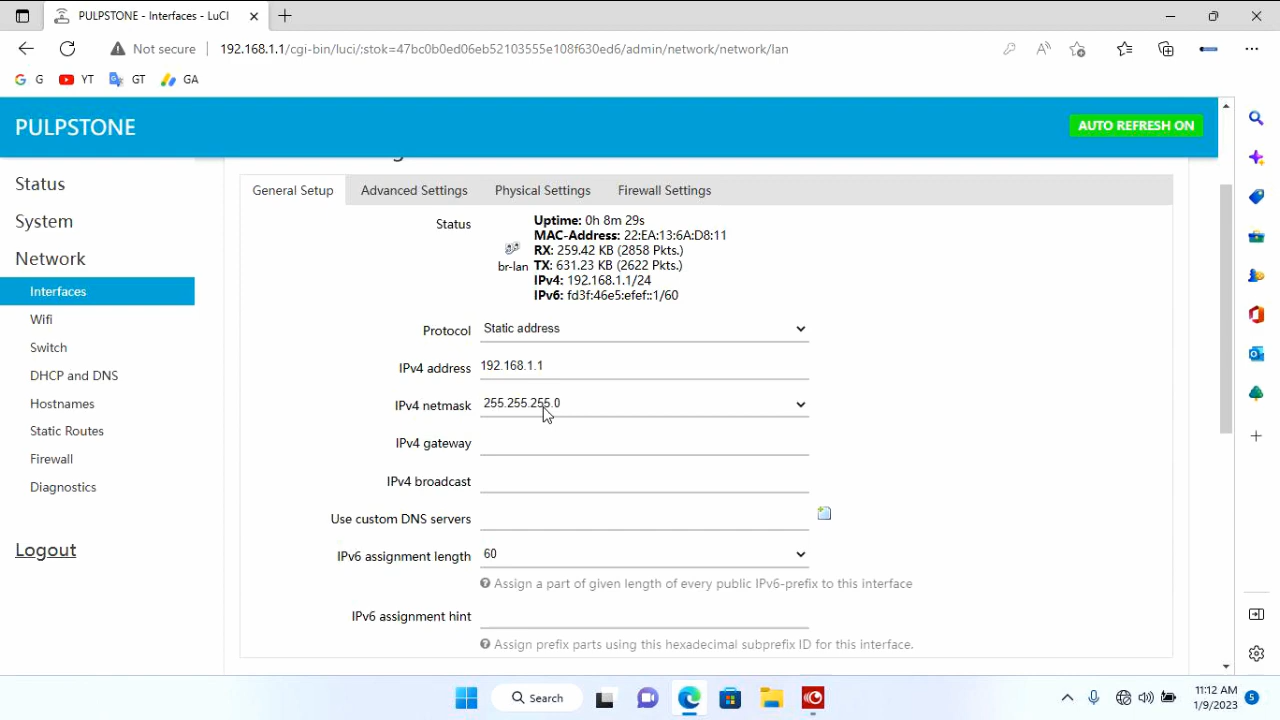 PULPSTONE - Interfaces - LuCI
Not secure
192.168.1.1/cgi-bin/luci/;stok=47bc0b0ed06eb52103555e108f630ed6/admin/network/network/lan
G G YT GT GA
PULPSTONE
AUTO REFRESH ON
Status
System
Network
Interfaces
Wifi
Switch
DHCP and DNS
Hostnames
Static Routes
Firewall
Diagnostics
Logout
General Setup Advanced Settings Physical Settings Firewall Settings
Status
br-lan
Uptime: 0h 8m 29s
MAC-Address: 22:EA:13:6A:D8:11
RX: 259.42 KB (2858 Pkts.)
TX: 631.23 KB (2622 Pkts.)
IPv4: 192.168.1.1/24
IPv6: fd3f:46e5:efef::1/60
Protocol Static address
IPv4 address 192.168.1.1
IPv4 netmask 255.255.255.0
IPv4 gateway
IPv4 broadcast
Use custom DNS servers
IPv6 assignment length 60
Assign a part of given length of every public IPv6-prefix to this interface
IPv6 assignment hint
Assign prefix parts using this hexadecimal subprefix ID for this interface.
Search
11:12 AM
1/9/2023
5